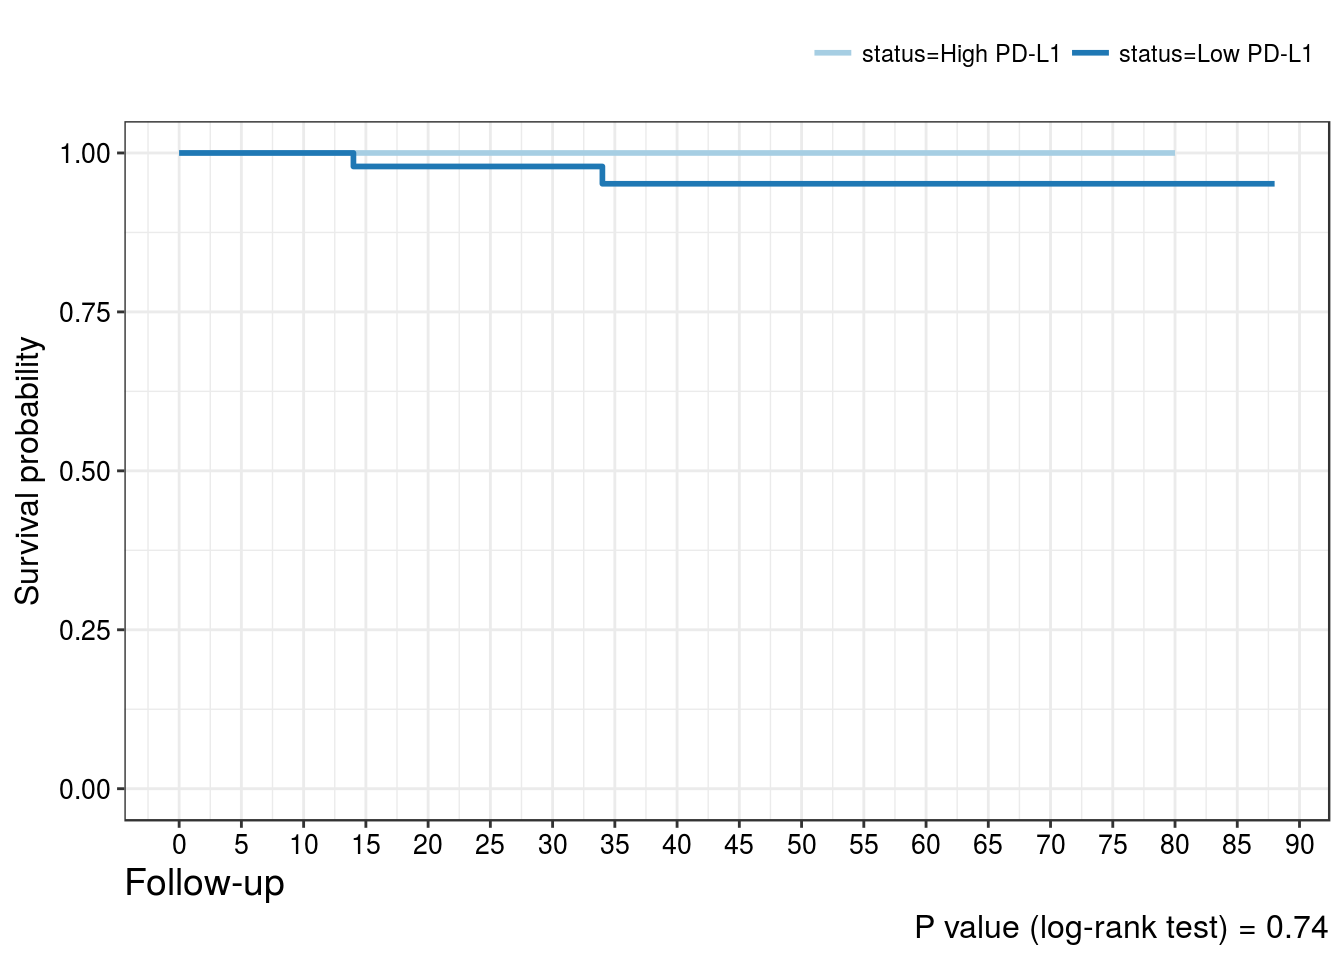 status=High PD-L1 status=Low PD-L1
1.00
0.75
0.50
0.25
0.00
Survival probability
0 5 10 15 20 25 30 35 40 45 50 55 60 65 70 75 80 85 90
Follow-up
P value (log-rank test) = 0.74